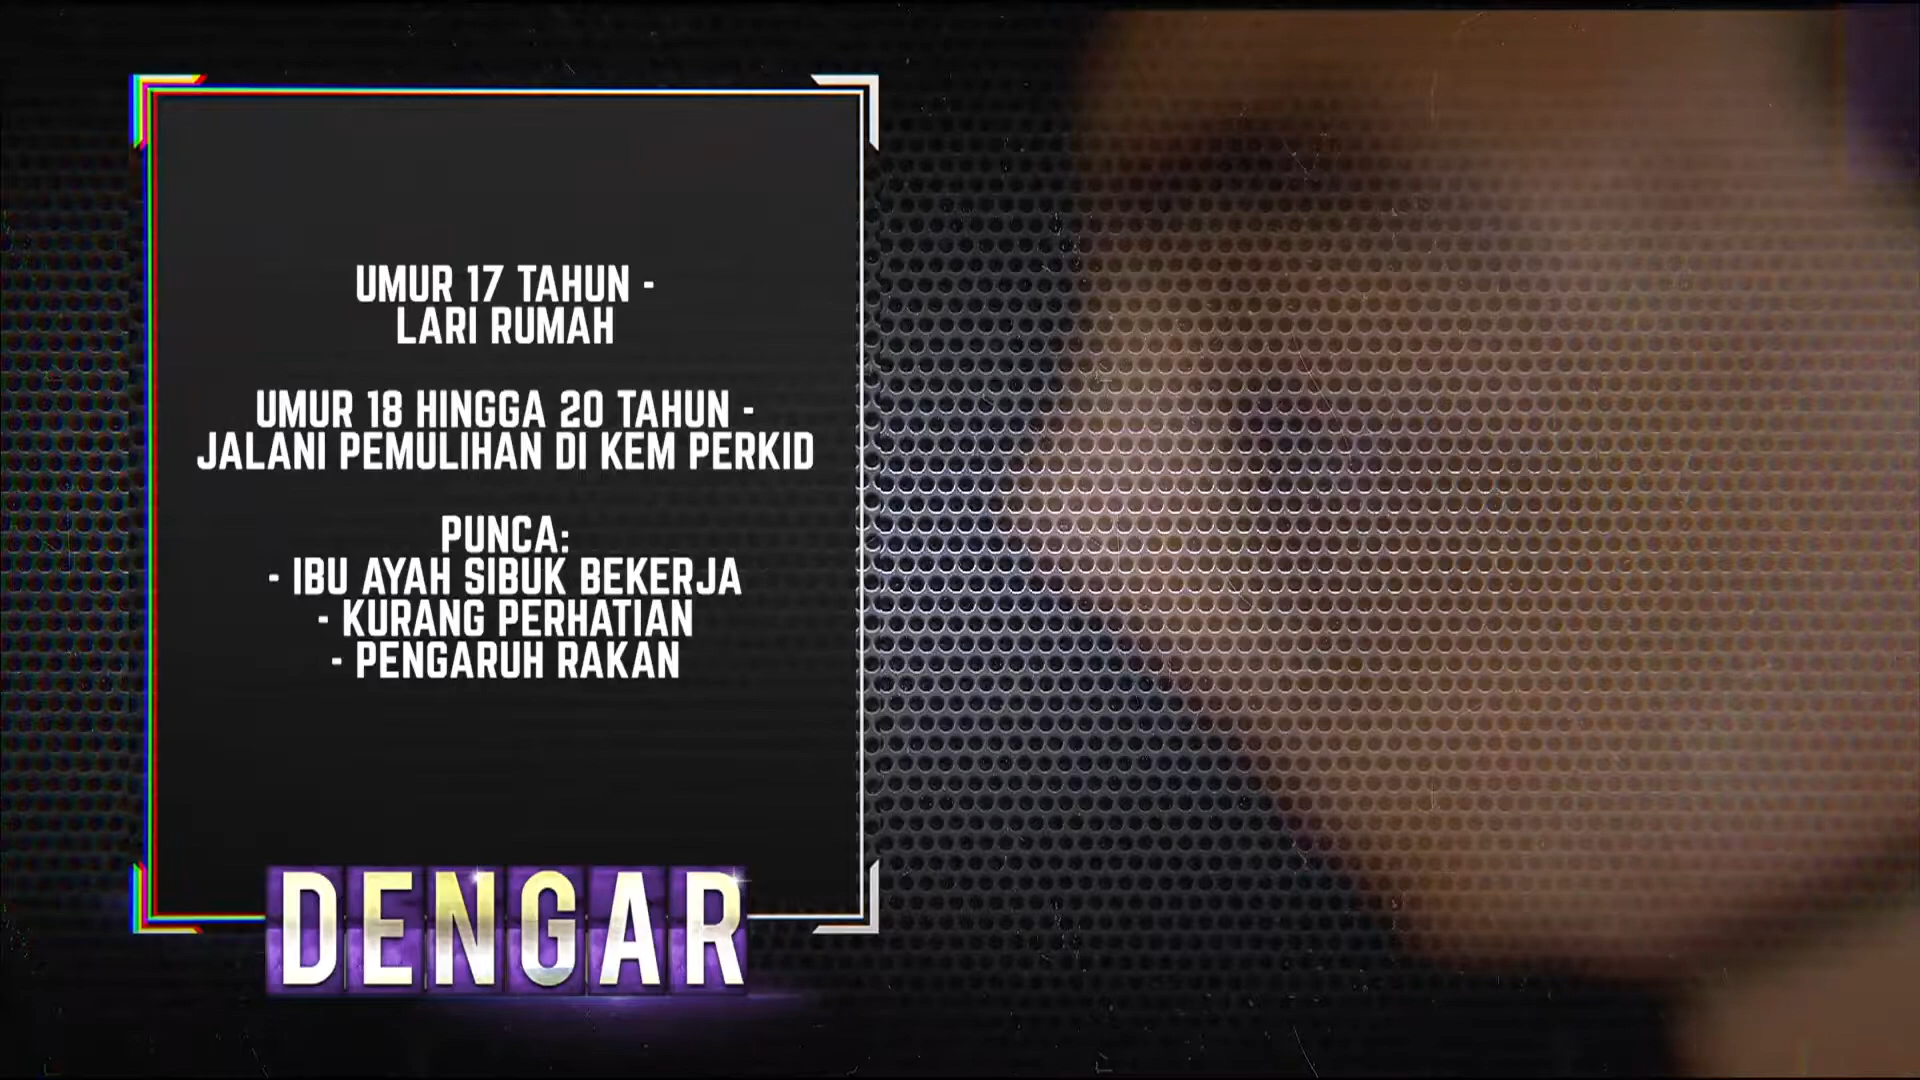 UMUR 17 TAHUN -
LARI RUMAH
UMUR 18 HINGGA 20 TAHUN -
JALANI PEMULIHAN DI KEM PERKID
PUNCA:
- IBU AYAH SIBUK BEKERJA
- KURANG PERHATIAN
- PENGARUH RAKAN
DENGAR